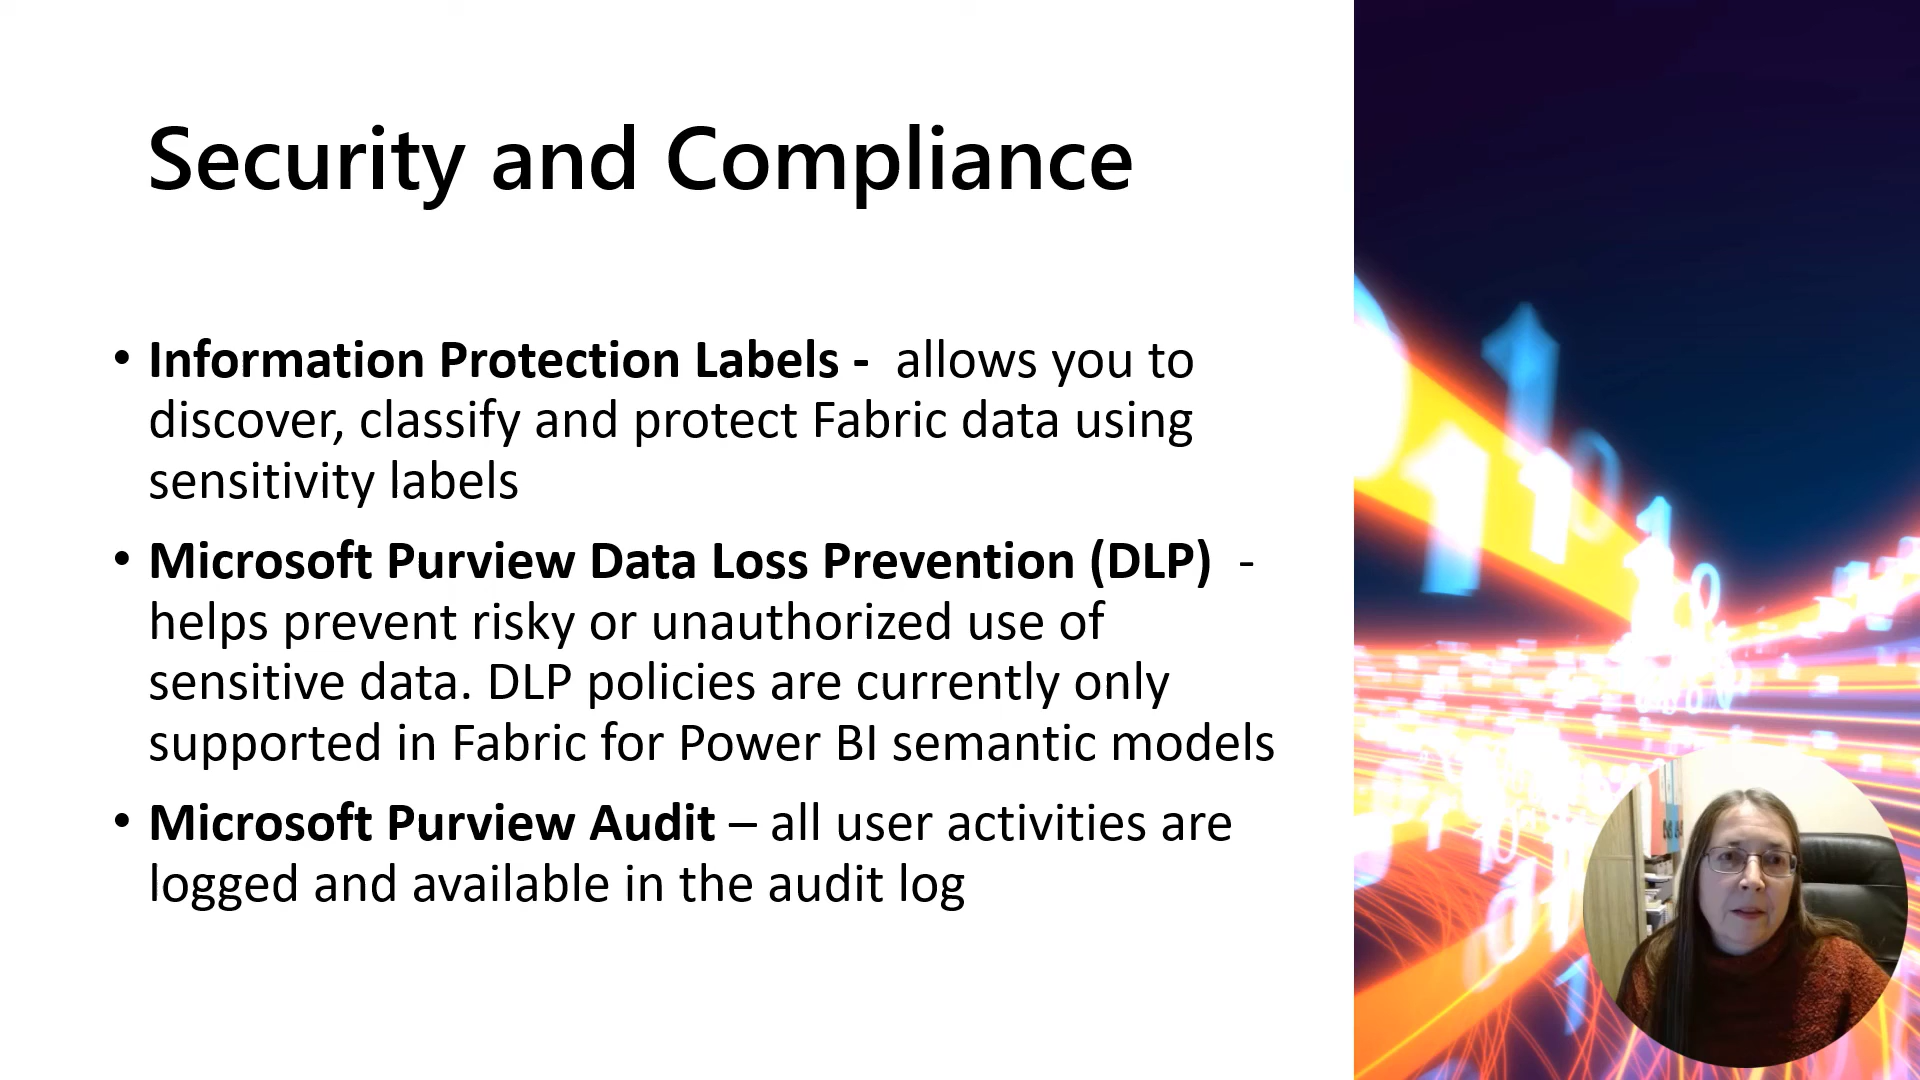 Security and Compliance
• Information Protection Labels -  allows you to
discover, classify and protect Fabric data using
sensitivity labels
• Microsoft Purview Data Loss Prevention (DLP)  -
helps prevent risky or unauthorized use of
sensitive data. DLP policies are currently only
supported in Fabric for Power BI semantic models
• Microsoft Purview Audit – all user activities are
logged and available in the audit log